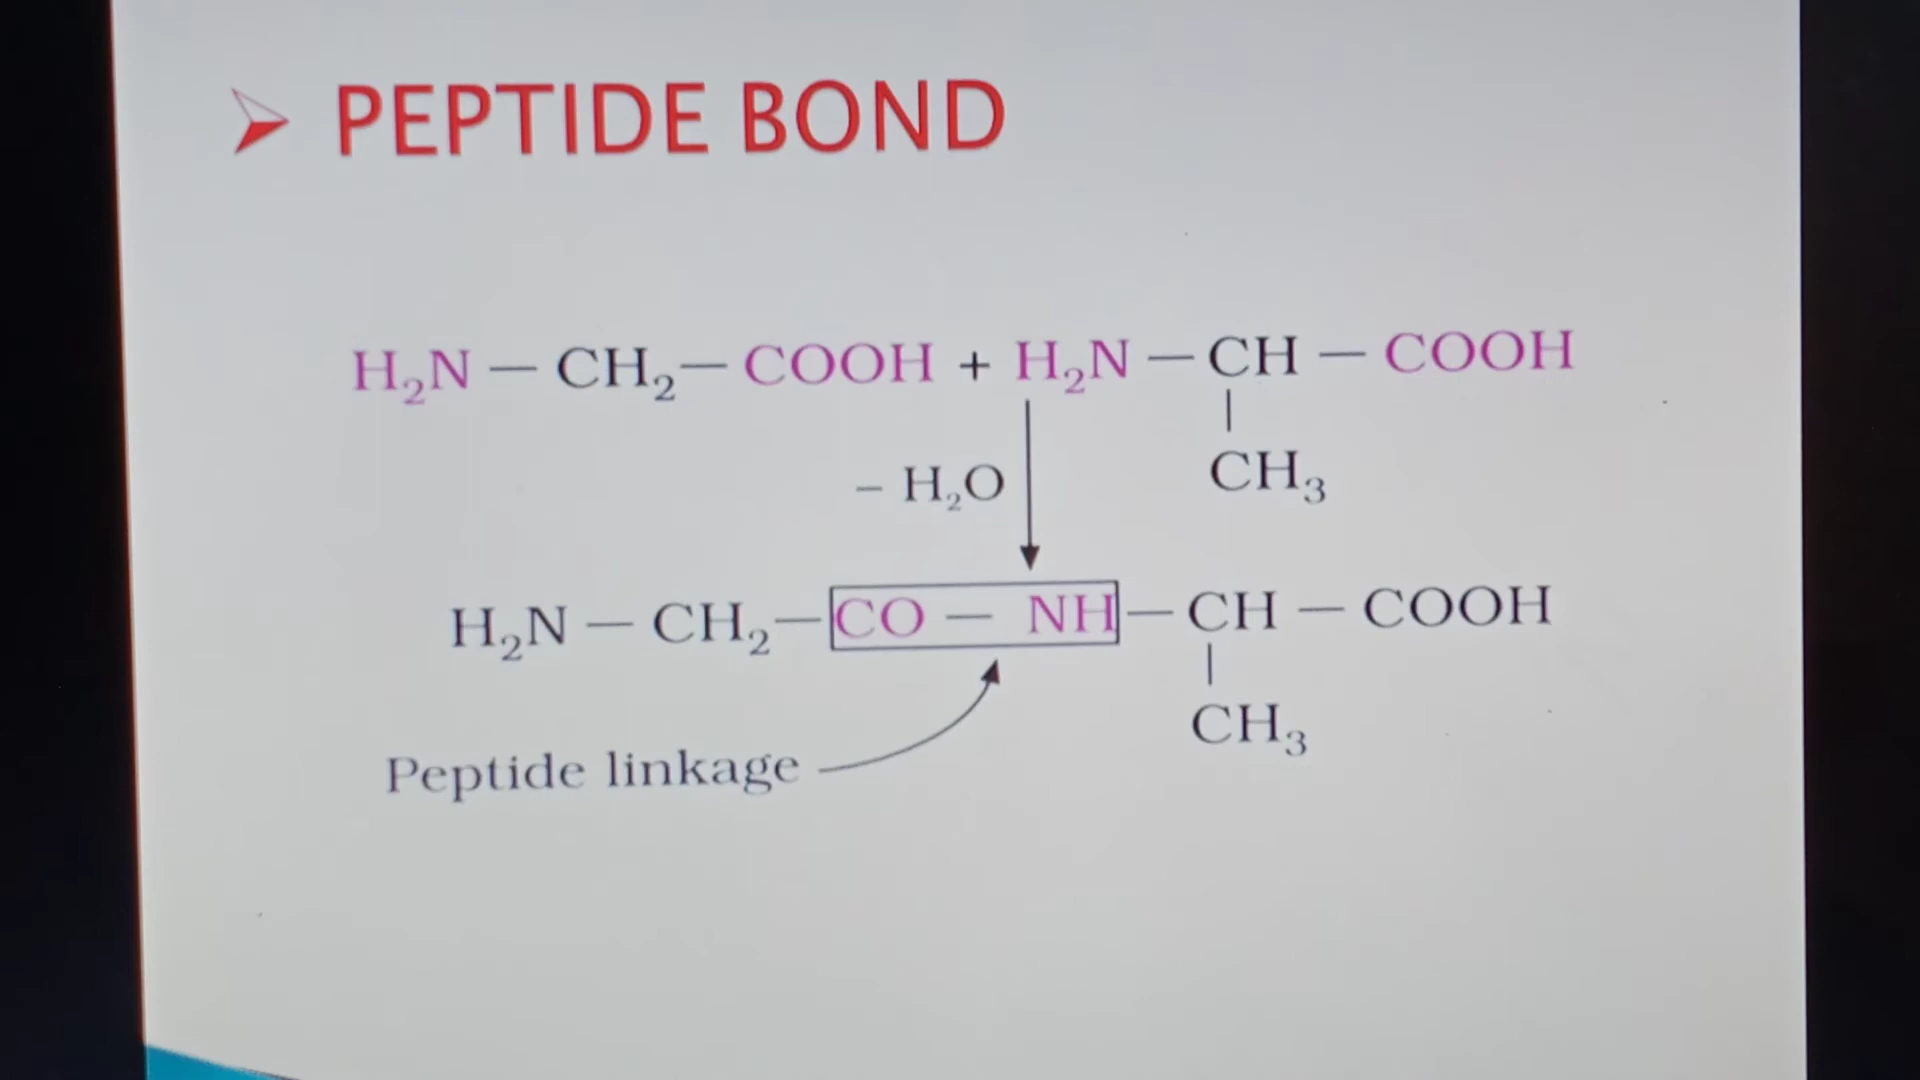 PEPTIDE BOND
H₂N — CH₂ — COOH + H₂N — CH — COOH
|
CH₃
– H₂O
H₂N — CH₂ — CO — NH — CH — COOH
|
CH₃
Peptide linkage